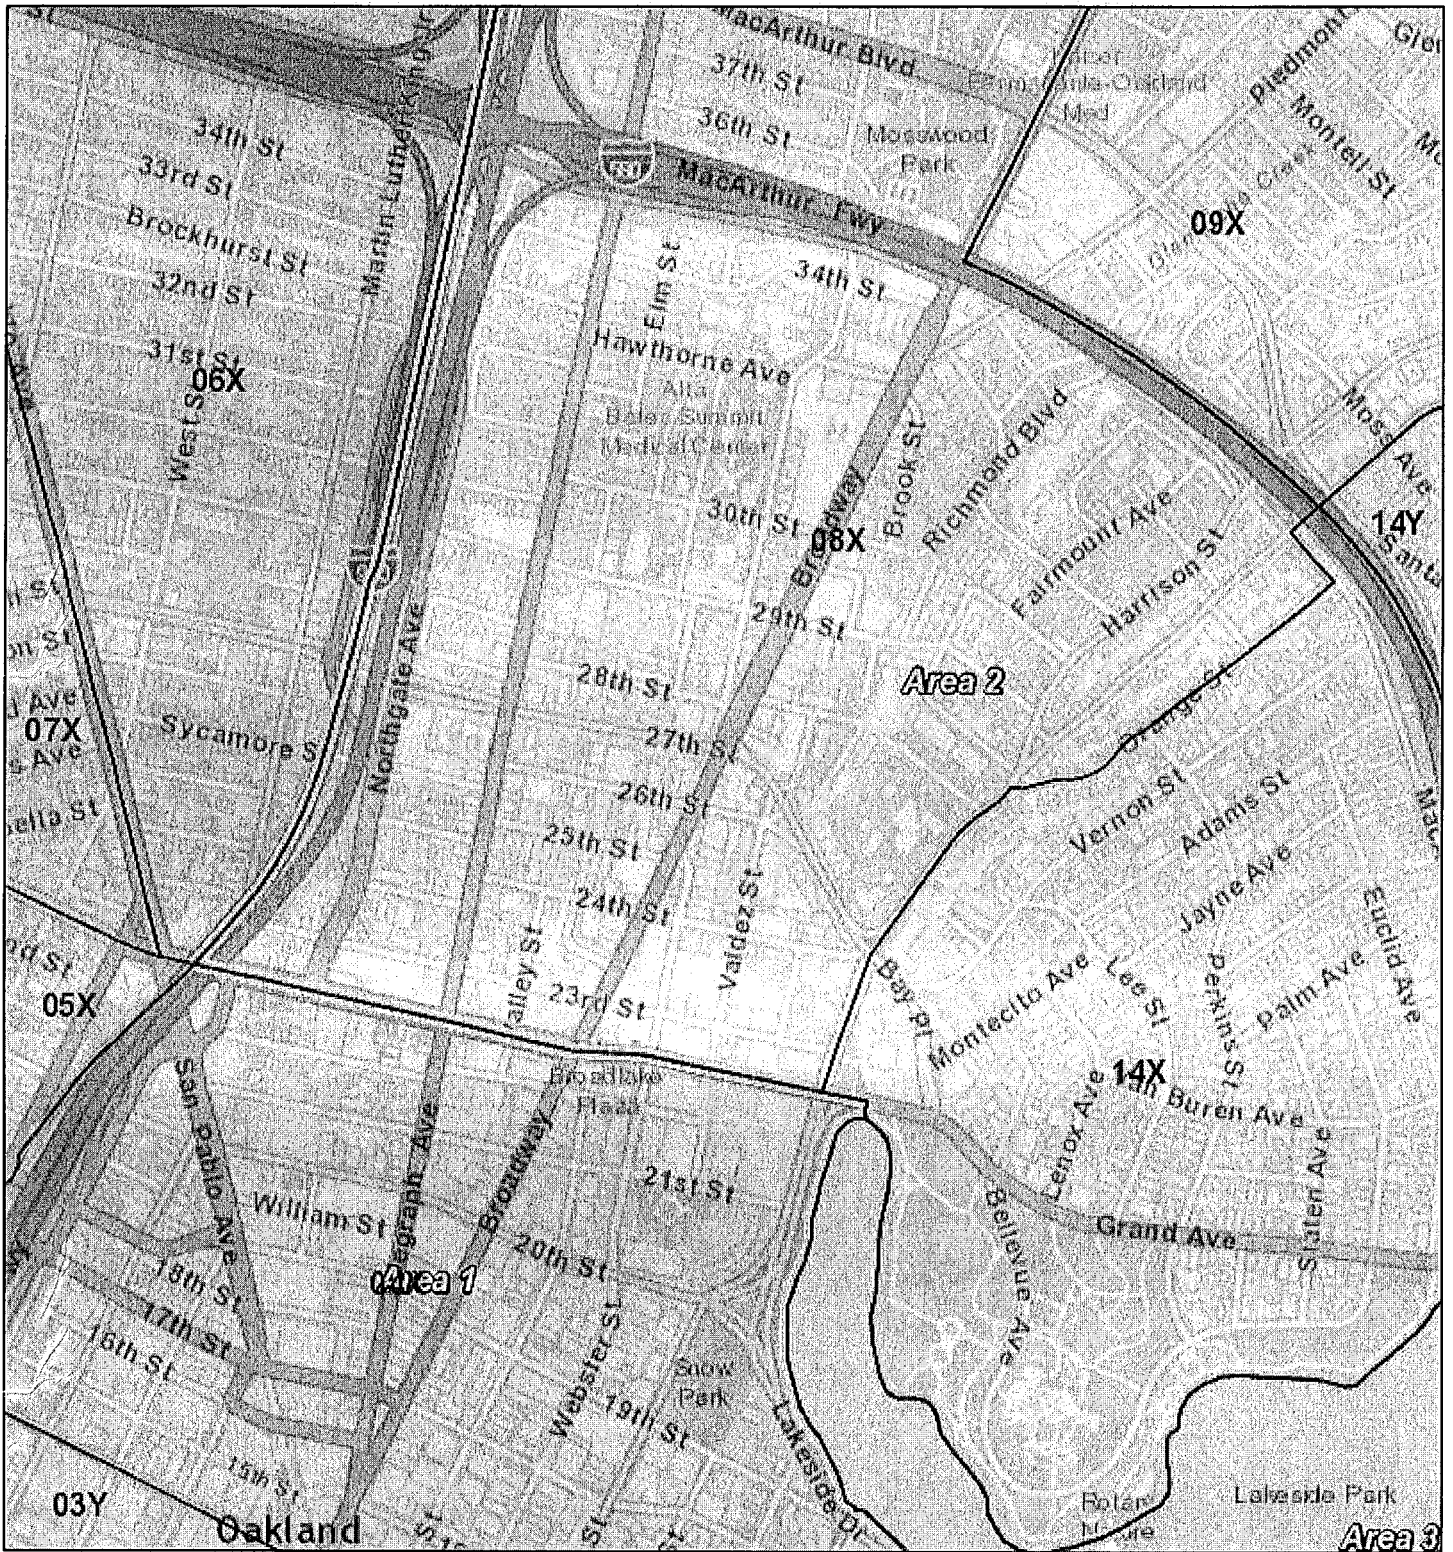 MacArthur Blvd
37th St
36th St
Mosswood
Park
Piedmont
Montell St
34th St
33rd St
Brockhurst St
32nd St
31st St
06X
West St
MacArthur Fwy
09X
34th St
Elm St
Hawthorne Ave
Alta
Bates Summit
Medical Center
Richmond Blvd
Brook St
Broadway
30th St
08X
Fairmount Ave
Harrison St
Moss Ave
14Y
Santa
29th St
28th St
Area 2
Northgate Ave
Orange St
07X
Sycamore S
27th St
26th St
25th St
24th St
Valdez St
Vernon St
Adams St
Jayne Ave
Euclid Ave
23rd St
05X
Bay Pl
Montecito Ave
Lee St
Perkins St
Palm Ave
14X
Lenox Ave
Buren Ave
Broadlake
Plaza
San Pablo Ave
Broadway
21st St
William St
20th St
Bellevue Ave
Grand Ave
Staten Ave
18th St
17th St
16th St
Area 1
Webster St
Snow
Park
19th St
Lakeside Dr
15th St
03Y
Oakland
Lakeside Park
Area 3